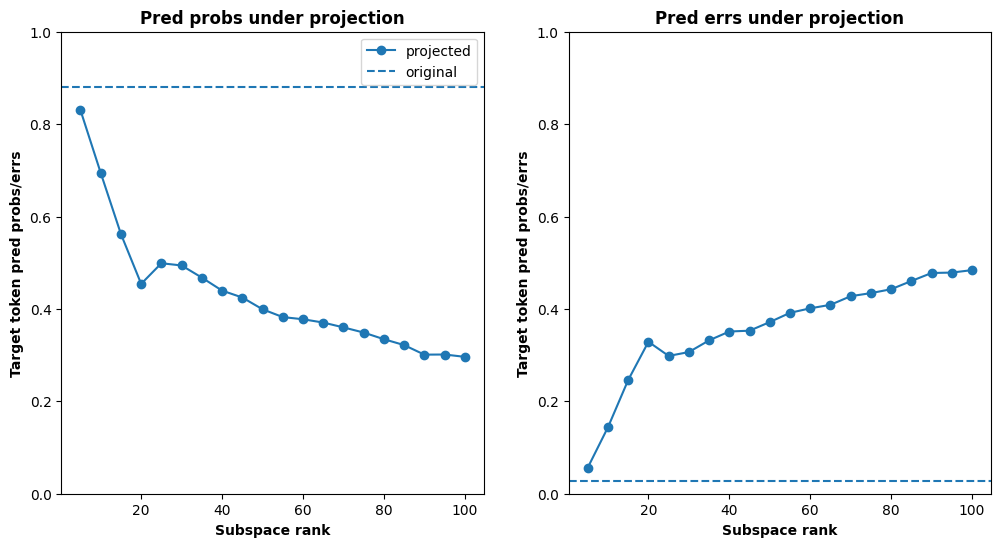 Pred probs under projection
Target token pred probs/errs
1.0
0.8
0.6
0.4
0.2
0.0
projected
original
20 40 60 80 100
Subspace rank
Pred errs under projection
Target token pred probs/errs
1.0
0.8
0.6
0.4
0.2
0.0
20 40 60 80 100
Subspace rank